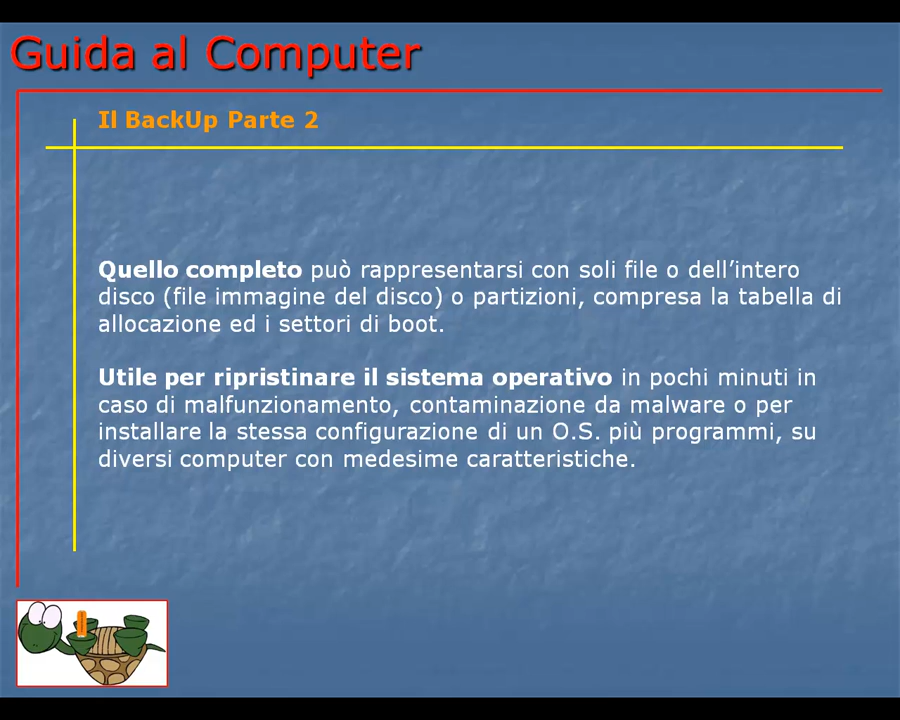 Guida al Computer
Il BackUp Parte 2
Quello completo può rappresentarsi con soli file o dell’intero
disco (file immagine del disco) o partizioni, compresa la tabella di
allocazione ed i settori di boot.
Utile per ripristinare il sistema operativo in pochi minuti in
caso di malfunzionamento, contaminazione da malware o per
installare la stessa configurazione di un O.S. più programmi, su
diversi computer con medesime caratteristiche.